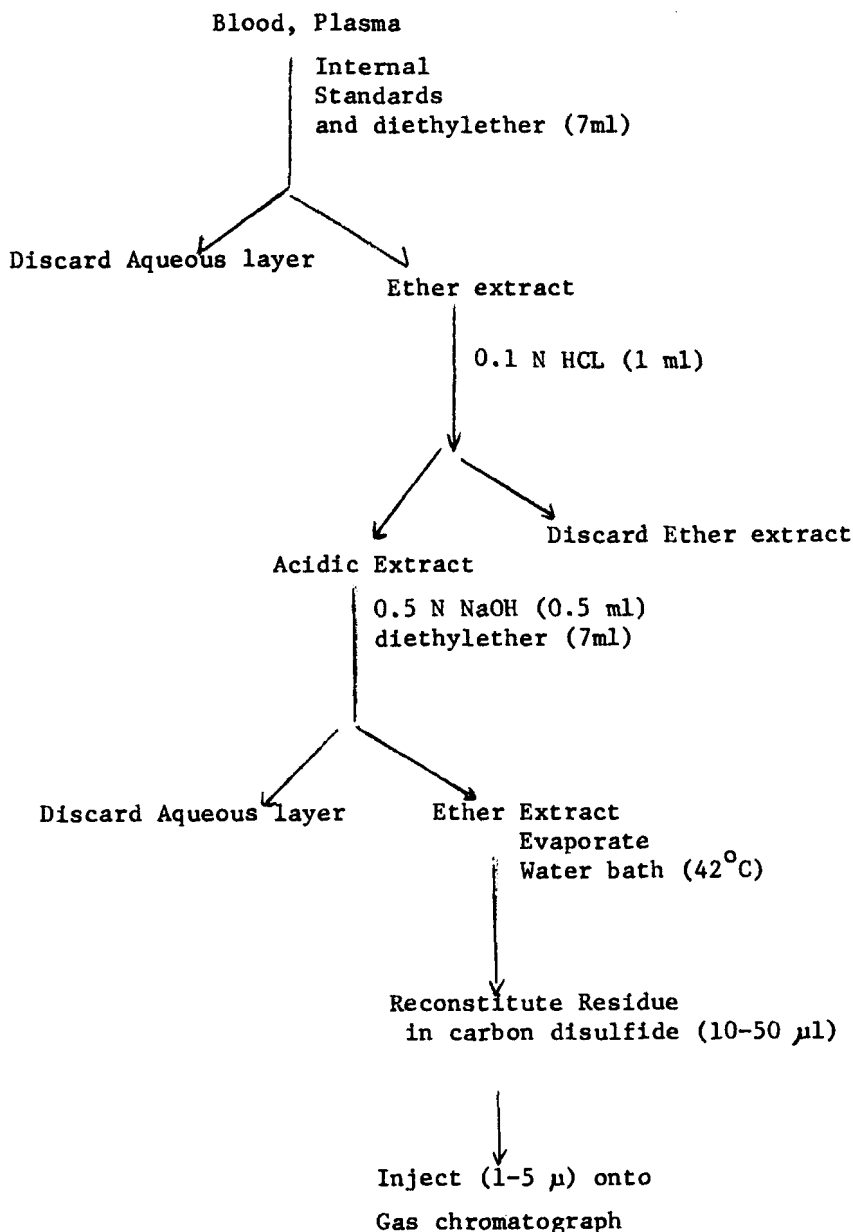 Blood, Plasma
Internal
Standards
and diethylether (7ml)
Discard Aqueous layer
Ether extract
0.1 N HCL (1 ml)
Discard Ether extract
Acidic Extract
0.5 N NaOH (0.5 ml)
diethylether (7ml)
Discard Aqueous layer
Ether Extract
Evaporate
Water bath (42°C)
Reconstitute Residue
in carbon disulfide (10-50 µl)
Inject (1-5 µ) onto
Gas chromatograph